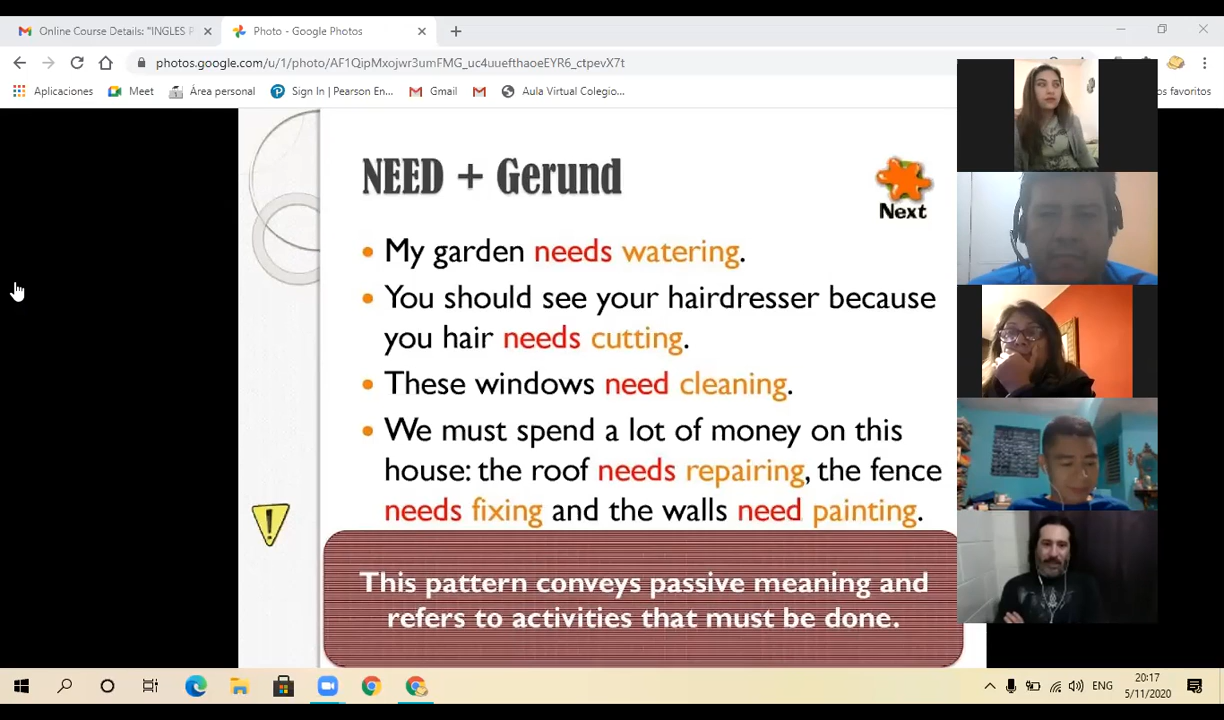 Online Course Details: "INGLES P
Photo - Google Photos
photos.google.com/u/1/photo/AF1QipMxojwr3umFMG_uc4uuefthaoeEYR6_ctpevX7t
Aplicaciones
Meet
Área personal
Sign In | Pearson En...
Gmail
Aula Virtual Colegio...
os favoritos
NEED + Gerund
Next
• My garden needs watering.
• You should see your hairdresser because
you hair needs cutting.
• These windows need cleaning.
• We must spend a lot of money on this
house: the roof needs repairing, the fence
needs fixing and the walls need painting.
This pattern conveys passive meaning and
refers to activities that must be done.
ENG
20:17
5/11/2020